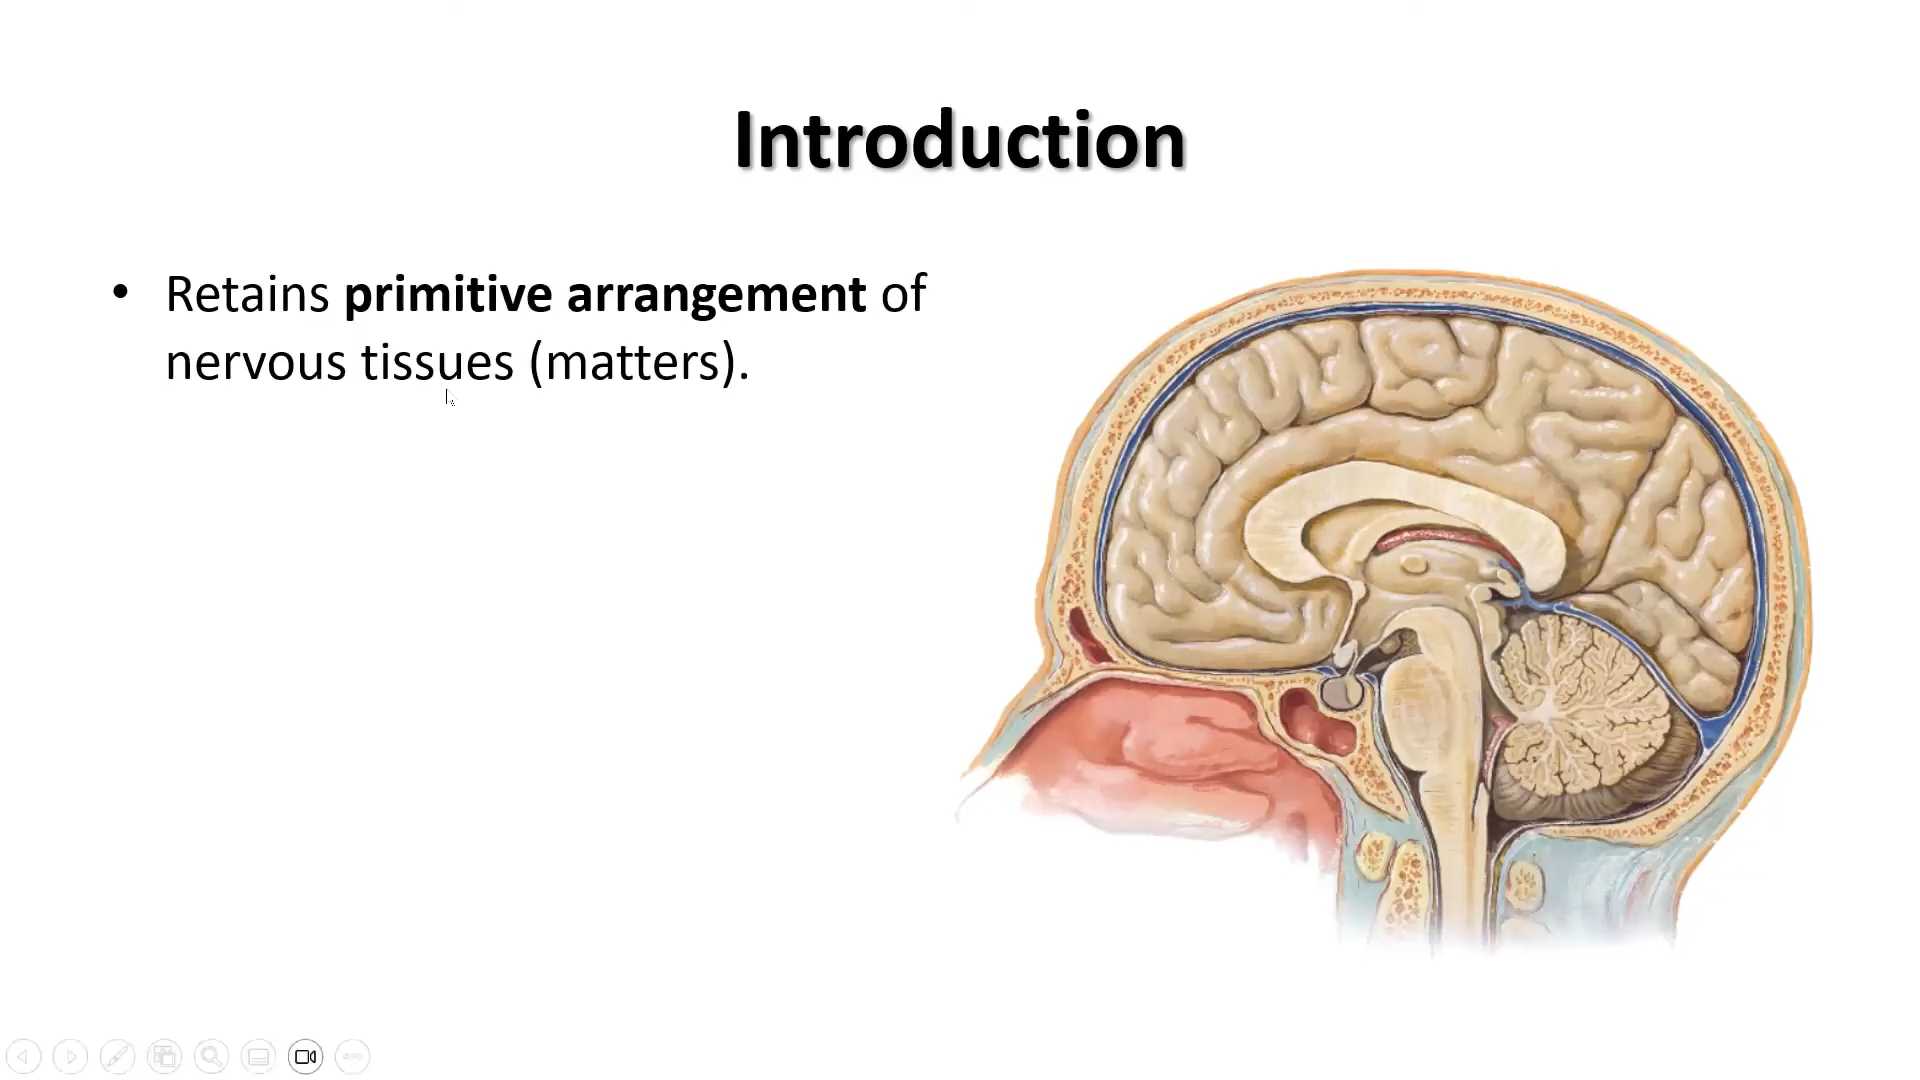 Introduction
• Retains primitive arrangement of
nervous tissues (matters).